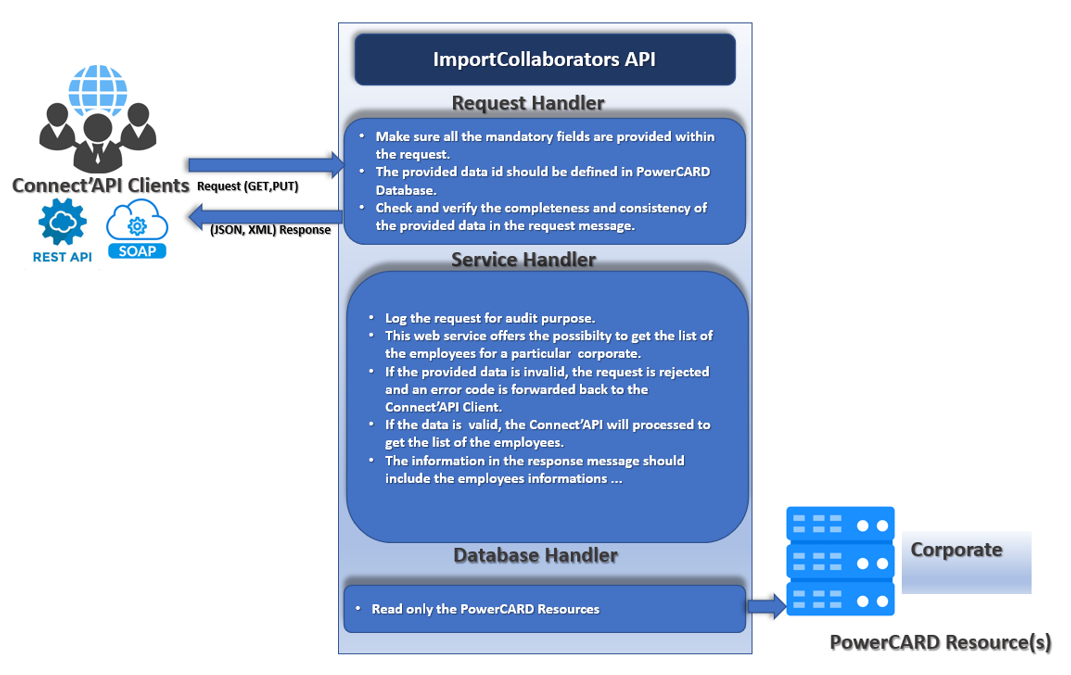 ImportCollaborators API
Request Handler
• Make sure all the mandatory fields are provided within
the request.
• The provided data id should be defined in PowerCARD
Database.
• Check and verify the completeness and consistency of
the provided data in the request message.
Connect’API Clients
Request (GET,PUT)
(JSON, XML) Response
REST API
SOAP
Service Handler
• Log the request for audit purpose.
• This web service offers the possibilty to get the list of
the employees for a particular corporate.
• If the provided data is invalid, the request is rejected
and an error code is forwarded back to the
Connect’API Client.
• If the data is valid, the Connect’API will processed to
get the list of the employees.
• The information in the response message should
include the employees informations ...
Database Handler
• Read only the PowerCARD Resources
Corporate
PowerCARD Resource(s)